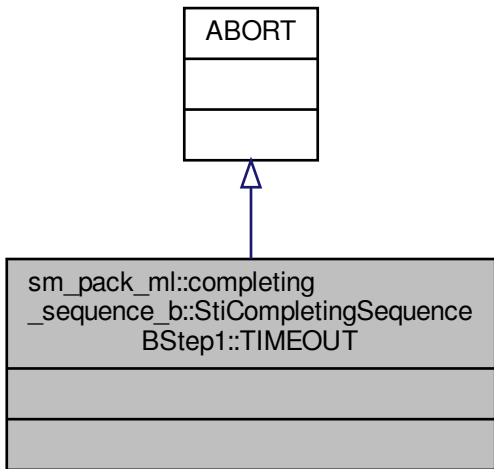 ABORT
sm_pack_ml::completing
_sequence_b::StiCompletingSequence
BStep1::TIMEOUT